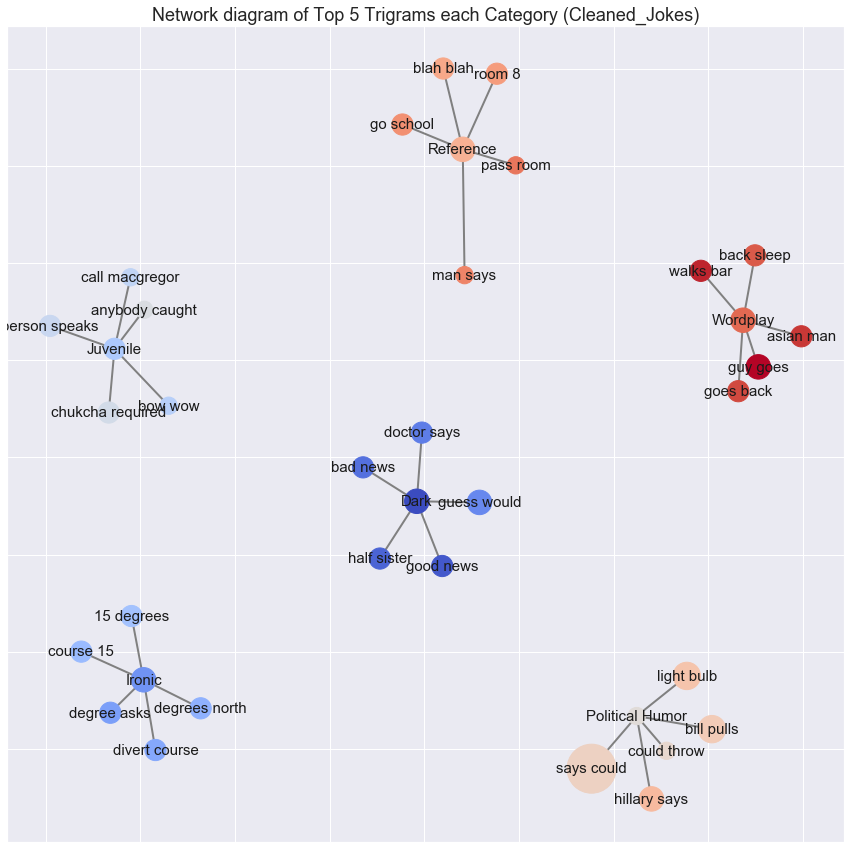 Network diagram of Top 5 Trigrams each Category (Cleaned_Jokes)
blah blah
room 8
go school
Reference
pass room
man says
back sleep
walks bar
Wordplay
asian man
guy goes
goes back
call macgregor
anybody caught
person speaks
Juvenile
bow wow
chukcha required
doctor says
bad news
Dark
guess would
half sister
good news
15 degrees
course 15
Ironic
degree asks
degrees north
divert course
light bulb
Political Humor
bill pulls
could throw
says could
hillary says